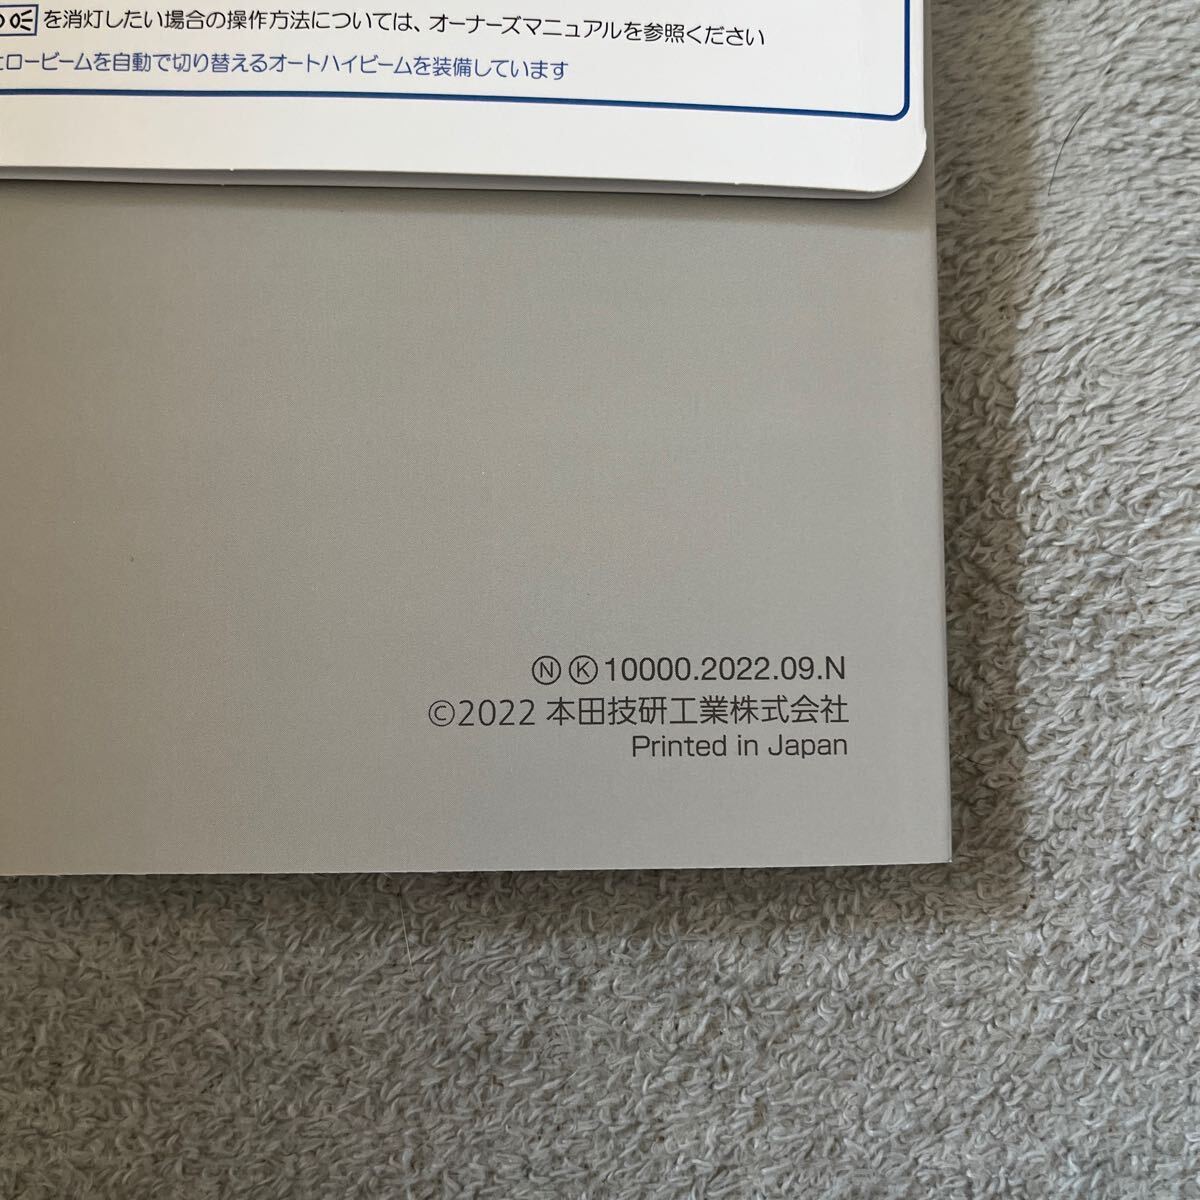 を消灯したい場合の操作方法については、オーナーズマニュアルを参照ください
ロービームを自動で切り替えるオートハイビームを装備しています
Ⓝ Ⓚ 10000.2022.09.N
©2022 本田技研工業株式会社
Printed in Japan